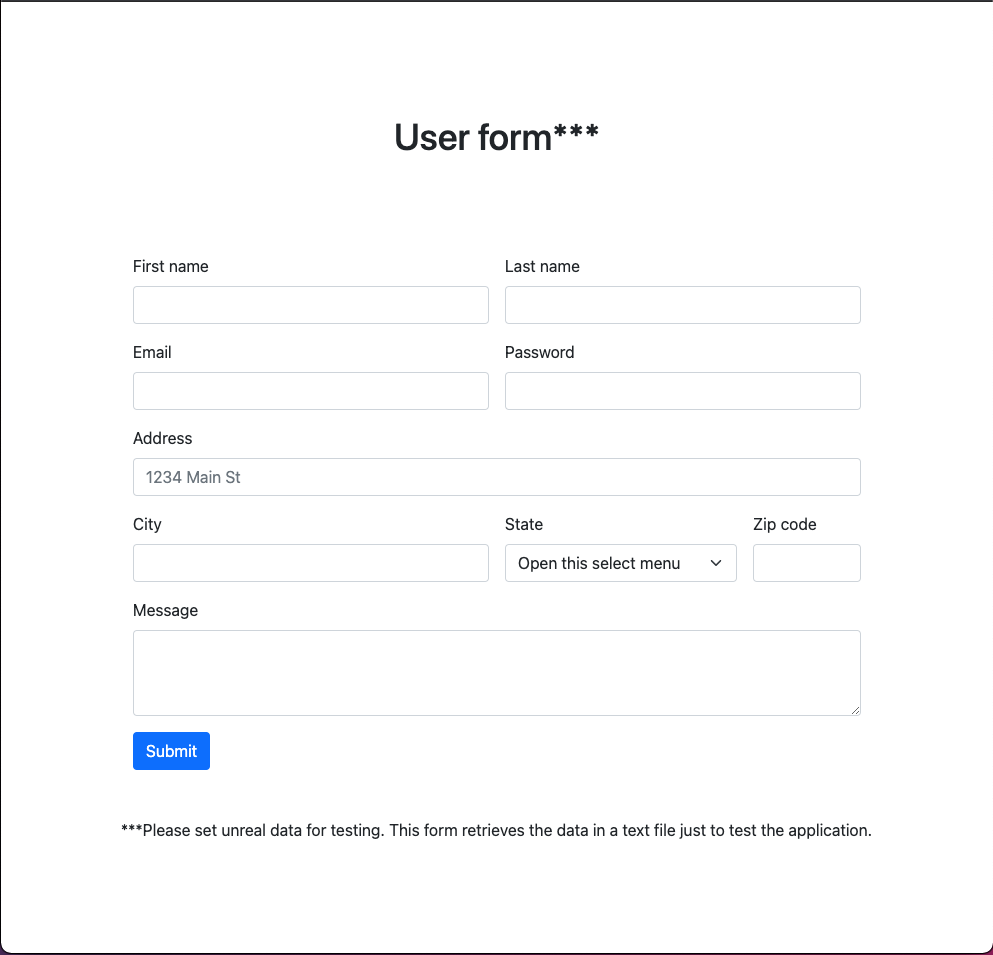 User form***
First name Last name
Email Password
Address
1234 Main St
City State Zip code
Open this select menu
Message
Submit
***Please set unreal data for testing. This form retrieves the data in a text file just to test the application.